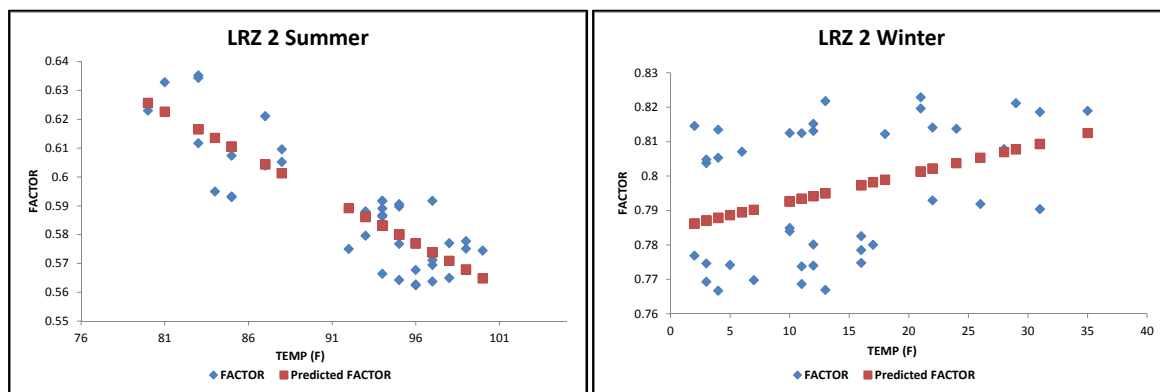 LRZ 2 Summer
0.64
0.63
0.62
0.61
0.6
0.59
0.58
0.57
0.56
0.55
FACTOR
76 81 86 91 96 101
TEMP (F)
FACTOR Predicted FACTOR
LRZ 2 Winter
0.83
0.82
0.81
0.8
0.79
0.78
0.77
0.76
FACTOR
0 5 10 15 20 25 30 35 40
TEMP (F)
FACTOR Predicted FACTOR